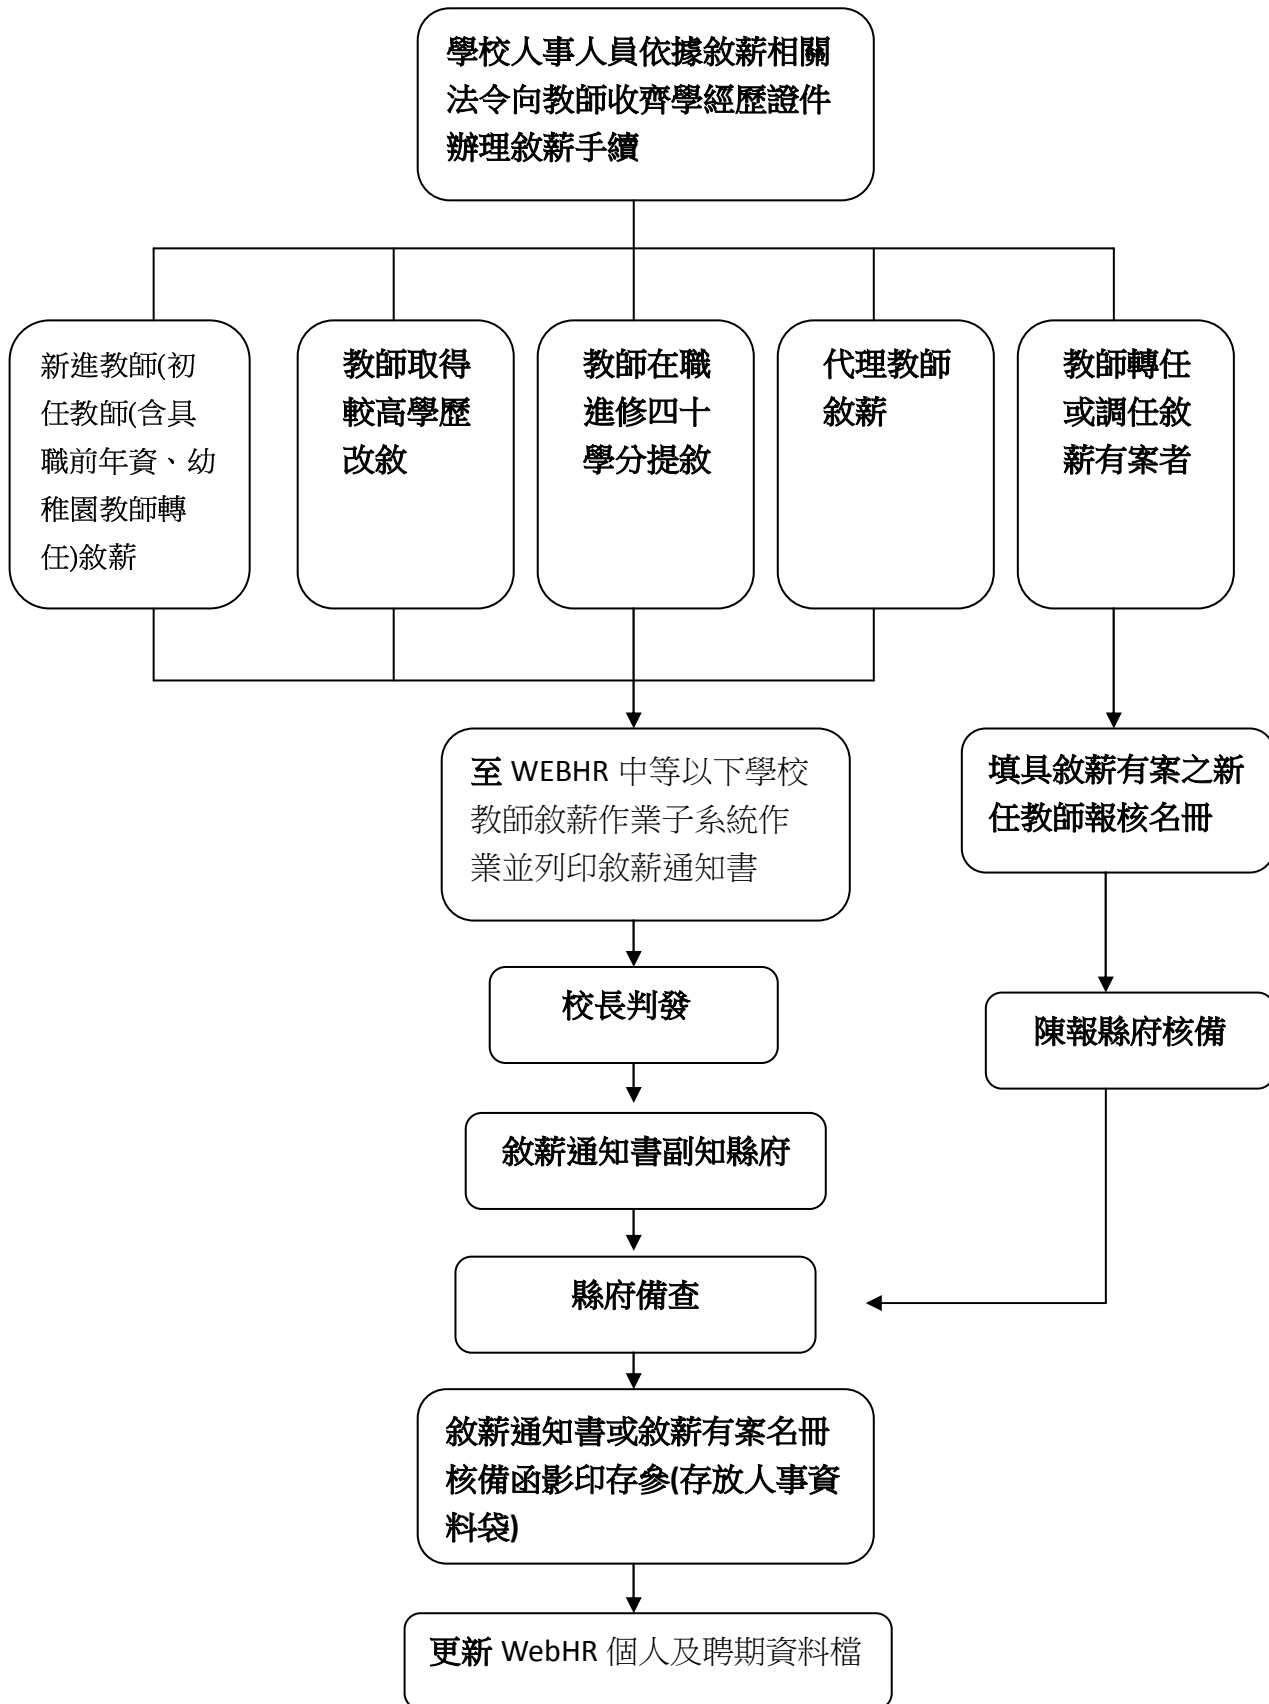 學校人事人員依據敘薪相關
法令向教師收齊學經歷證件
辦理敘薪手續
新進教師(初
任教師(含具
職前年資、幼
稚園教師轉
任)敘薪
教師取得
較高學歷
改敘
教師在職
進修四十
學分提敘
代理教師
敘薪
教師轉任
或調任敘
薪有案者
至 WEBHR 中等以下學校
教師敘薪作業子系統作
業並列印敘薪通知書
填具敘薪有案之新
任教師報核名冊
校長判發
陳報縣府核備
敘薪通知書副知縣府
縣府備查
敘薪通知書或敘薪有案名冊
核備函影印存參(存放人事資
料袋)
更新 WebHR 個人及聘期資料檔